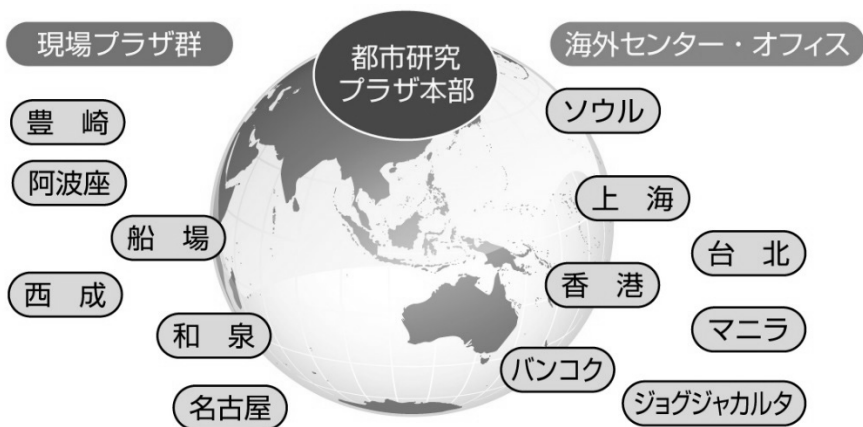 現場プラザ群
都市研究
プラザ本部
海外センター・オフィス
豊　崎
阿波座
船　場
西　成
和　泉
名古屋
ソウル
上　海
台　北
香　港
マニラ
バンコク
ジョグジャカルタ